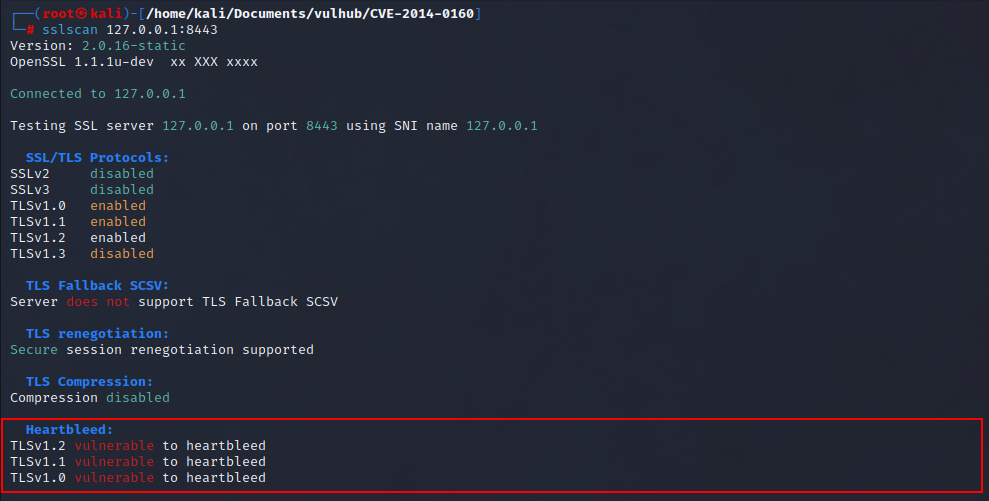 ┌──(root㉿kali)-[/home/kali/Documents/vulhub/CVE-2014-0160]
└─# sslscan 127.0.0.1:8443
Version: 2.0.16-static
OpenSSL 1.1.1u-dev  xx XXX xxxx
Connected to 127.0.0.1
Testing SSL server 127.0.0.1 on port 8443 using SNI name 127.0.0.1
SSL/TLS Protocols:
SSLv2     disabled
SSLv3     disabled
TLSv1.0   enabled
TLSv1.1   enabled
TLSv1.2   enabled
TLSv1.3   disabled
TLS Fallback SCSV:
Server does not support TLS Fallback SCSV
TLS renegotiation:
Secure session renegotiation supported
TLS Compression:
Compression disabled
Heartbleed:
TLSv1.2 vulnerable to heartbleed
TLSv1.1 vulnerable to heartbleed
TLSv1.0 vulnerable to heartbleed